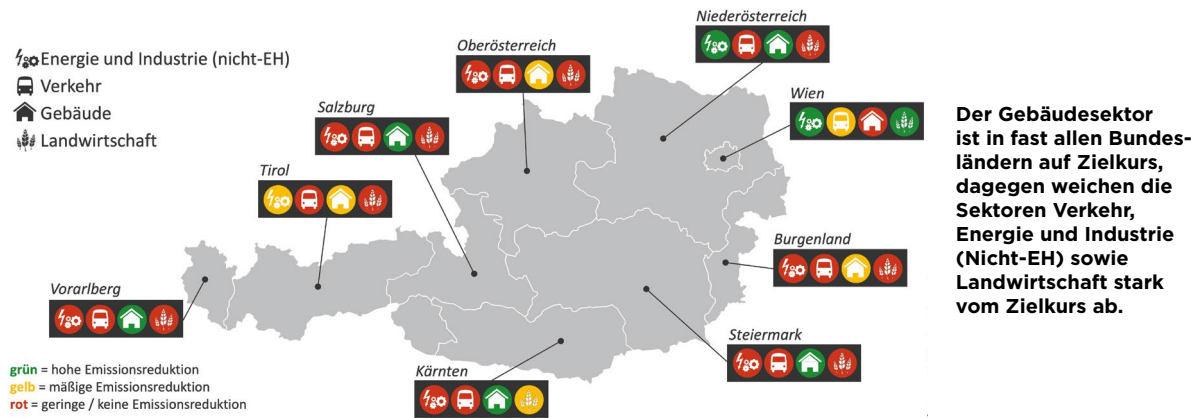 Energie und Industrie (nicht-EH)
Verkehr
Gebäude
Landwirtschaft
Niederösterreich
Oberösterreich
Wien
Salzburg
Tirol
Burgenland
Vorarlberg
Steiermark
Kärnten
grün = hohe Emissionsreduktion
gelb = mäßige Emissionsreduktion
rot = geringe / keine Emissionsreduktion
Der Gebäudesektor
ist in fast allen Bundes-
ländern auf Zielkurs,
dagegen weichen die
Sektoren Verkehr,
Energie und Industrie
(Nicht-EH) sowie
Landwirtschaft stark
vom Zielkurs ab.